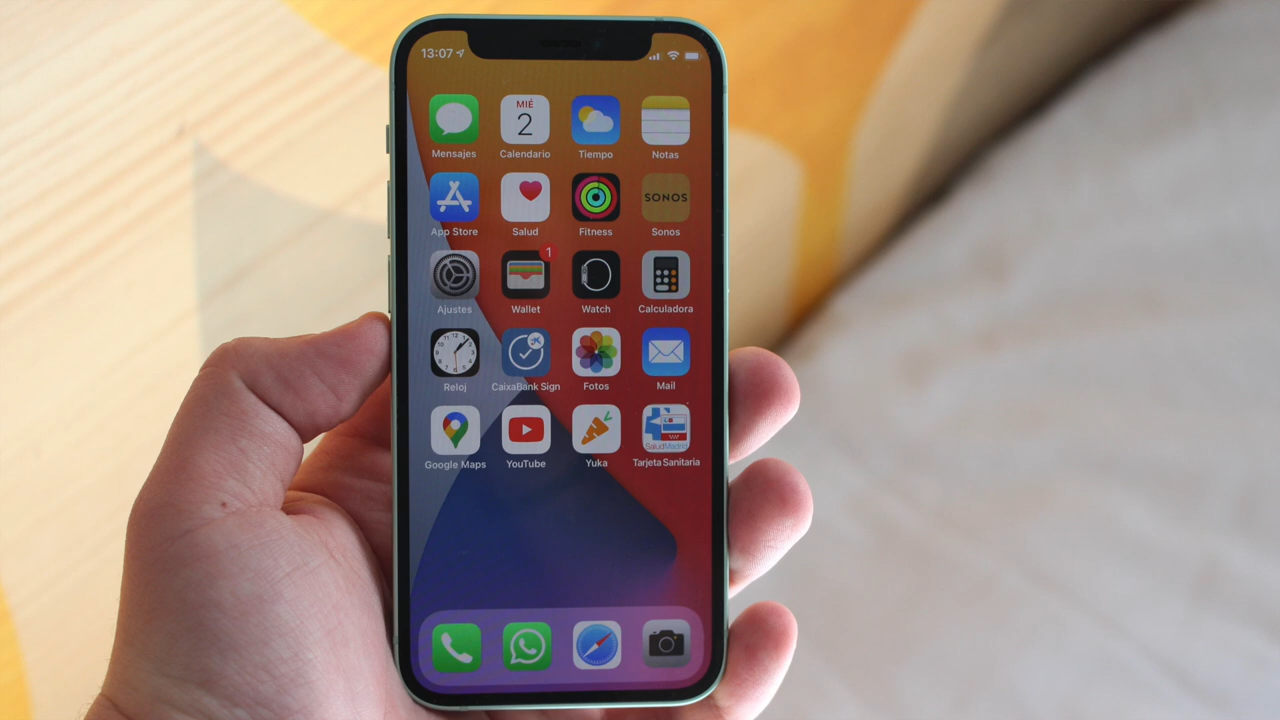 13:07
MIÉ
2
Mensajes Calendario Tiempo Notas
SONOS
App Store Salud Fitness Sonos
1
Ajustes Wallet Watch Calculadora
Reloj CaixaBank Sign Fotos Mail
SaludMadrid
Google Maps YouTube Yuka Tarjeta Sanitaria